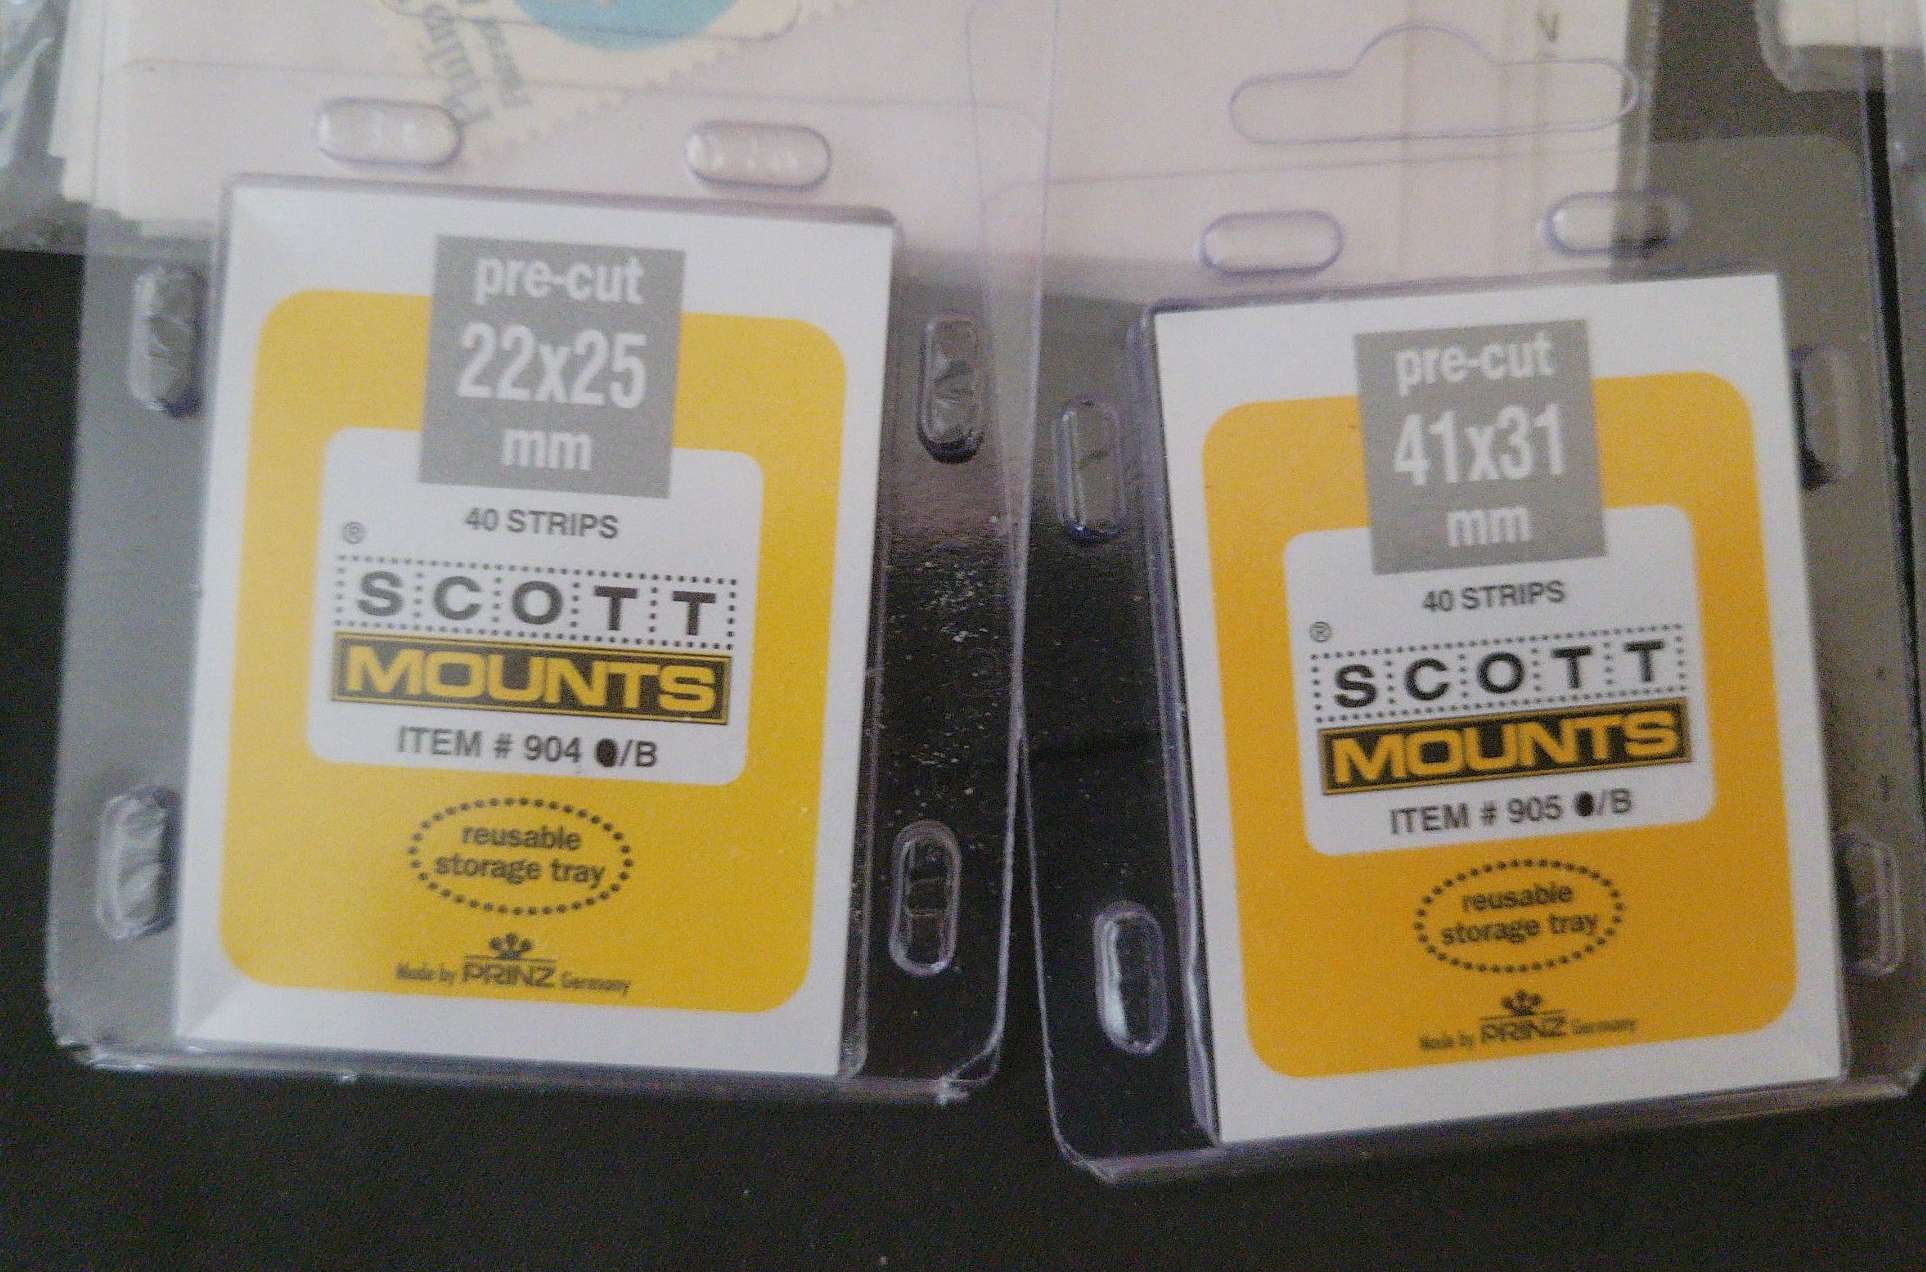 pre-cut
22x25
mm
40 STRIPS
®
SCOTT
MOUNTS
ITEM # 904 ●/B
reusable
storage tray
Made by PRINZ Germany
V
pre-cut
41x31
mm
40 STRIPS
®
SCOTT
MOUNTS
ITEM # 905 ●/B
reusable
storage tray
Made by PRINZ Germany